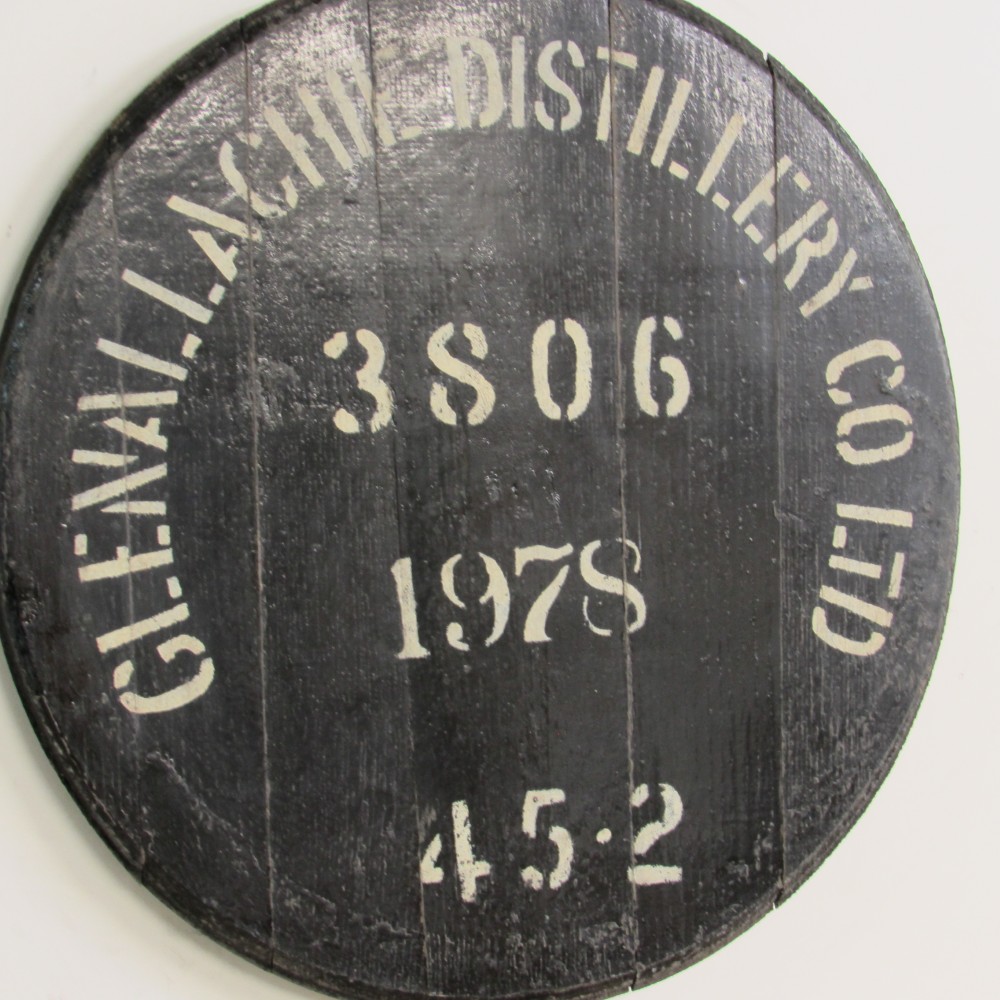 GLENALLACHIE DISTILLERY CO LTD
3806
1978
45·2